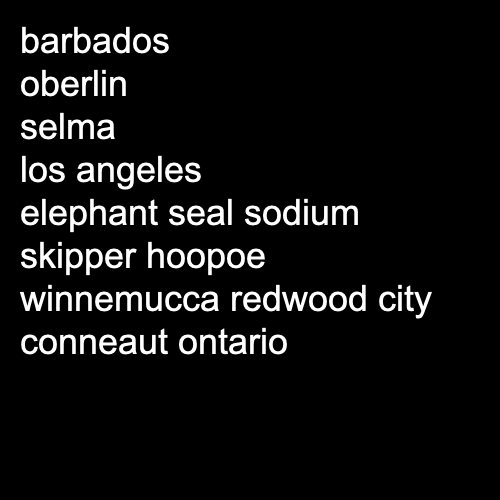 barbados
oberlin
selma
los angeles
elephant seal sodium
skipper hoopoe
winnemucca redwood city
conneaut ontario